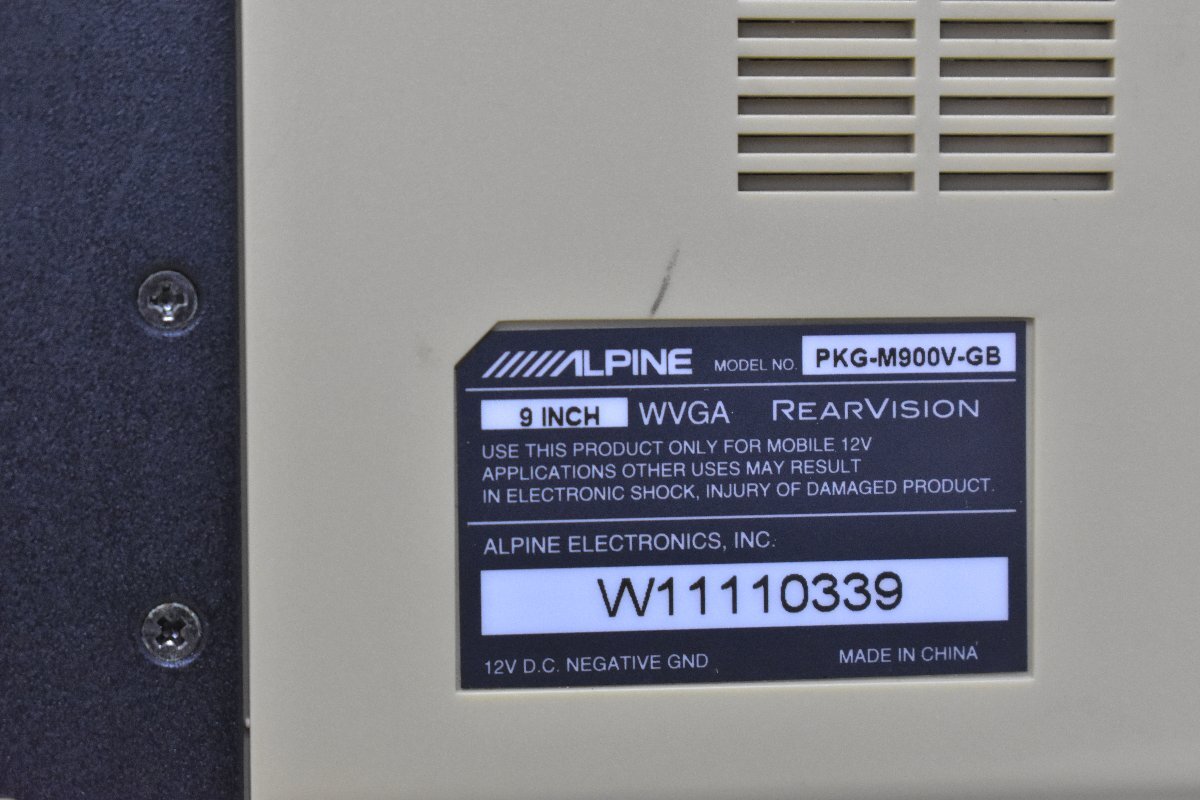 ALPINE MODEL NO. PKG-M900V-GB
9 INCH WVGA REARVISION
USE THIS PRODUCT ONLY FOR MOBILE 12V
APPLICATIONS OTHER USES MAY RESULT
IN ELECTRONIC SHOCK, INJURY OF DAMAGED PRODUCT.
ALPINE ELECTRONICS, INC.
W11110339
12V D.C. NEGATIVE GND MADE IN CHINA